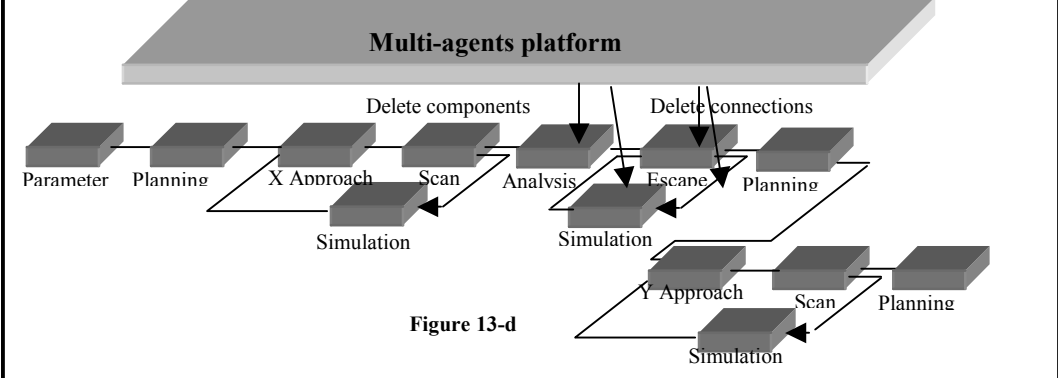 Multi-agents platform
Delete components
Delete connections
Parameter
Planning
X Approach
Scan
Analysis
Escape
Planning
Simulation
Simulation
Y Approach
Scan
Planning
Figure 13-d
Simulation